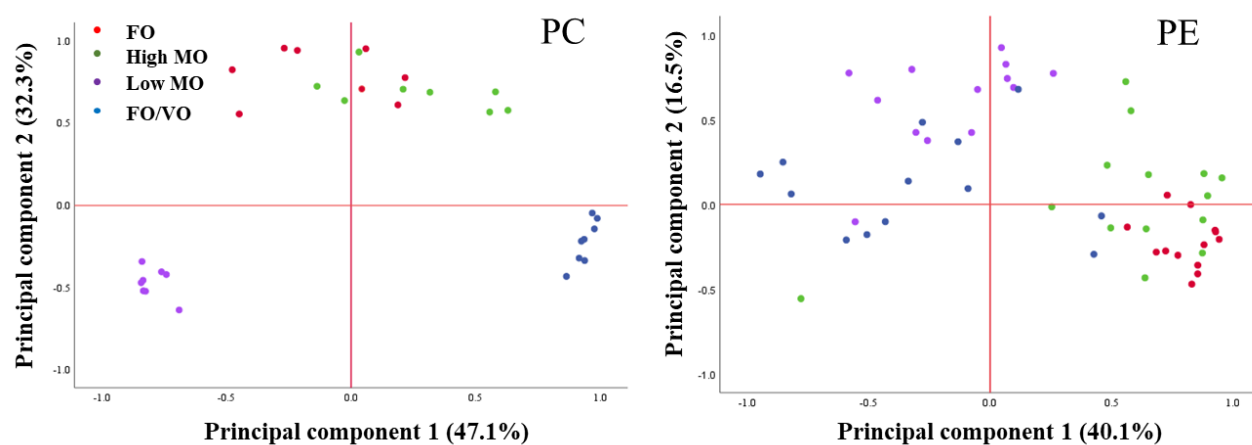 PC
FO
High MO
Low MO
FO/VO
Principal component 2 (32.3%)
1.0
0.5
0.0
-0.5
-1.0
-1.0
-0.5
0.0
0.5
1.0
Principal component 1 (47.1%)
PE
Principal component 2 (16.5%)
1.0
0.5
0.0
-0.5
-1.0
-1.0
-0.5
0.0
0.5
1.0
Principal component 1 (40.1%)